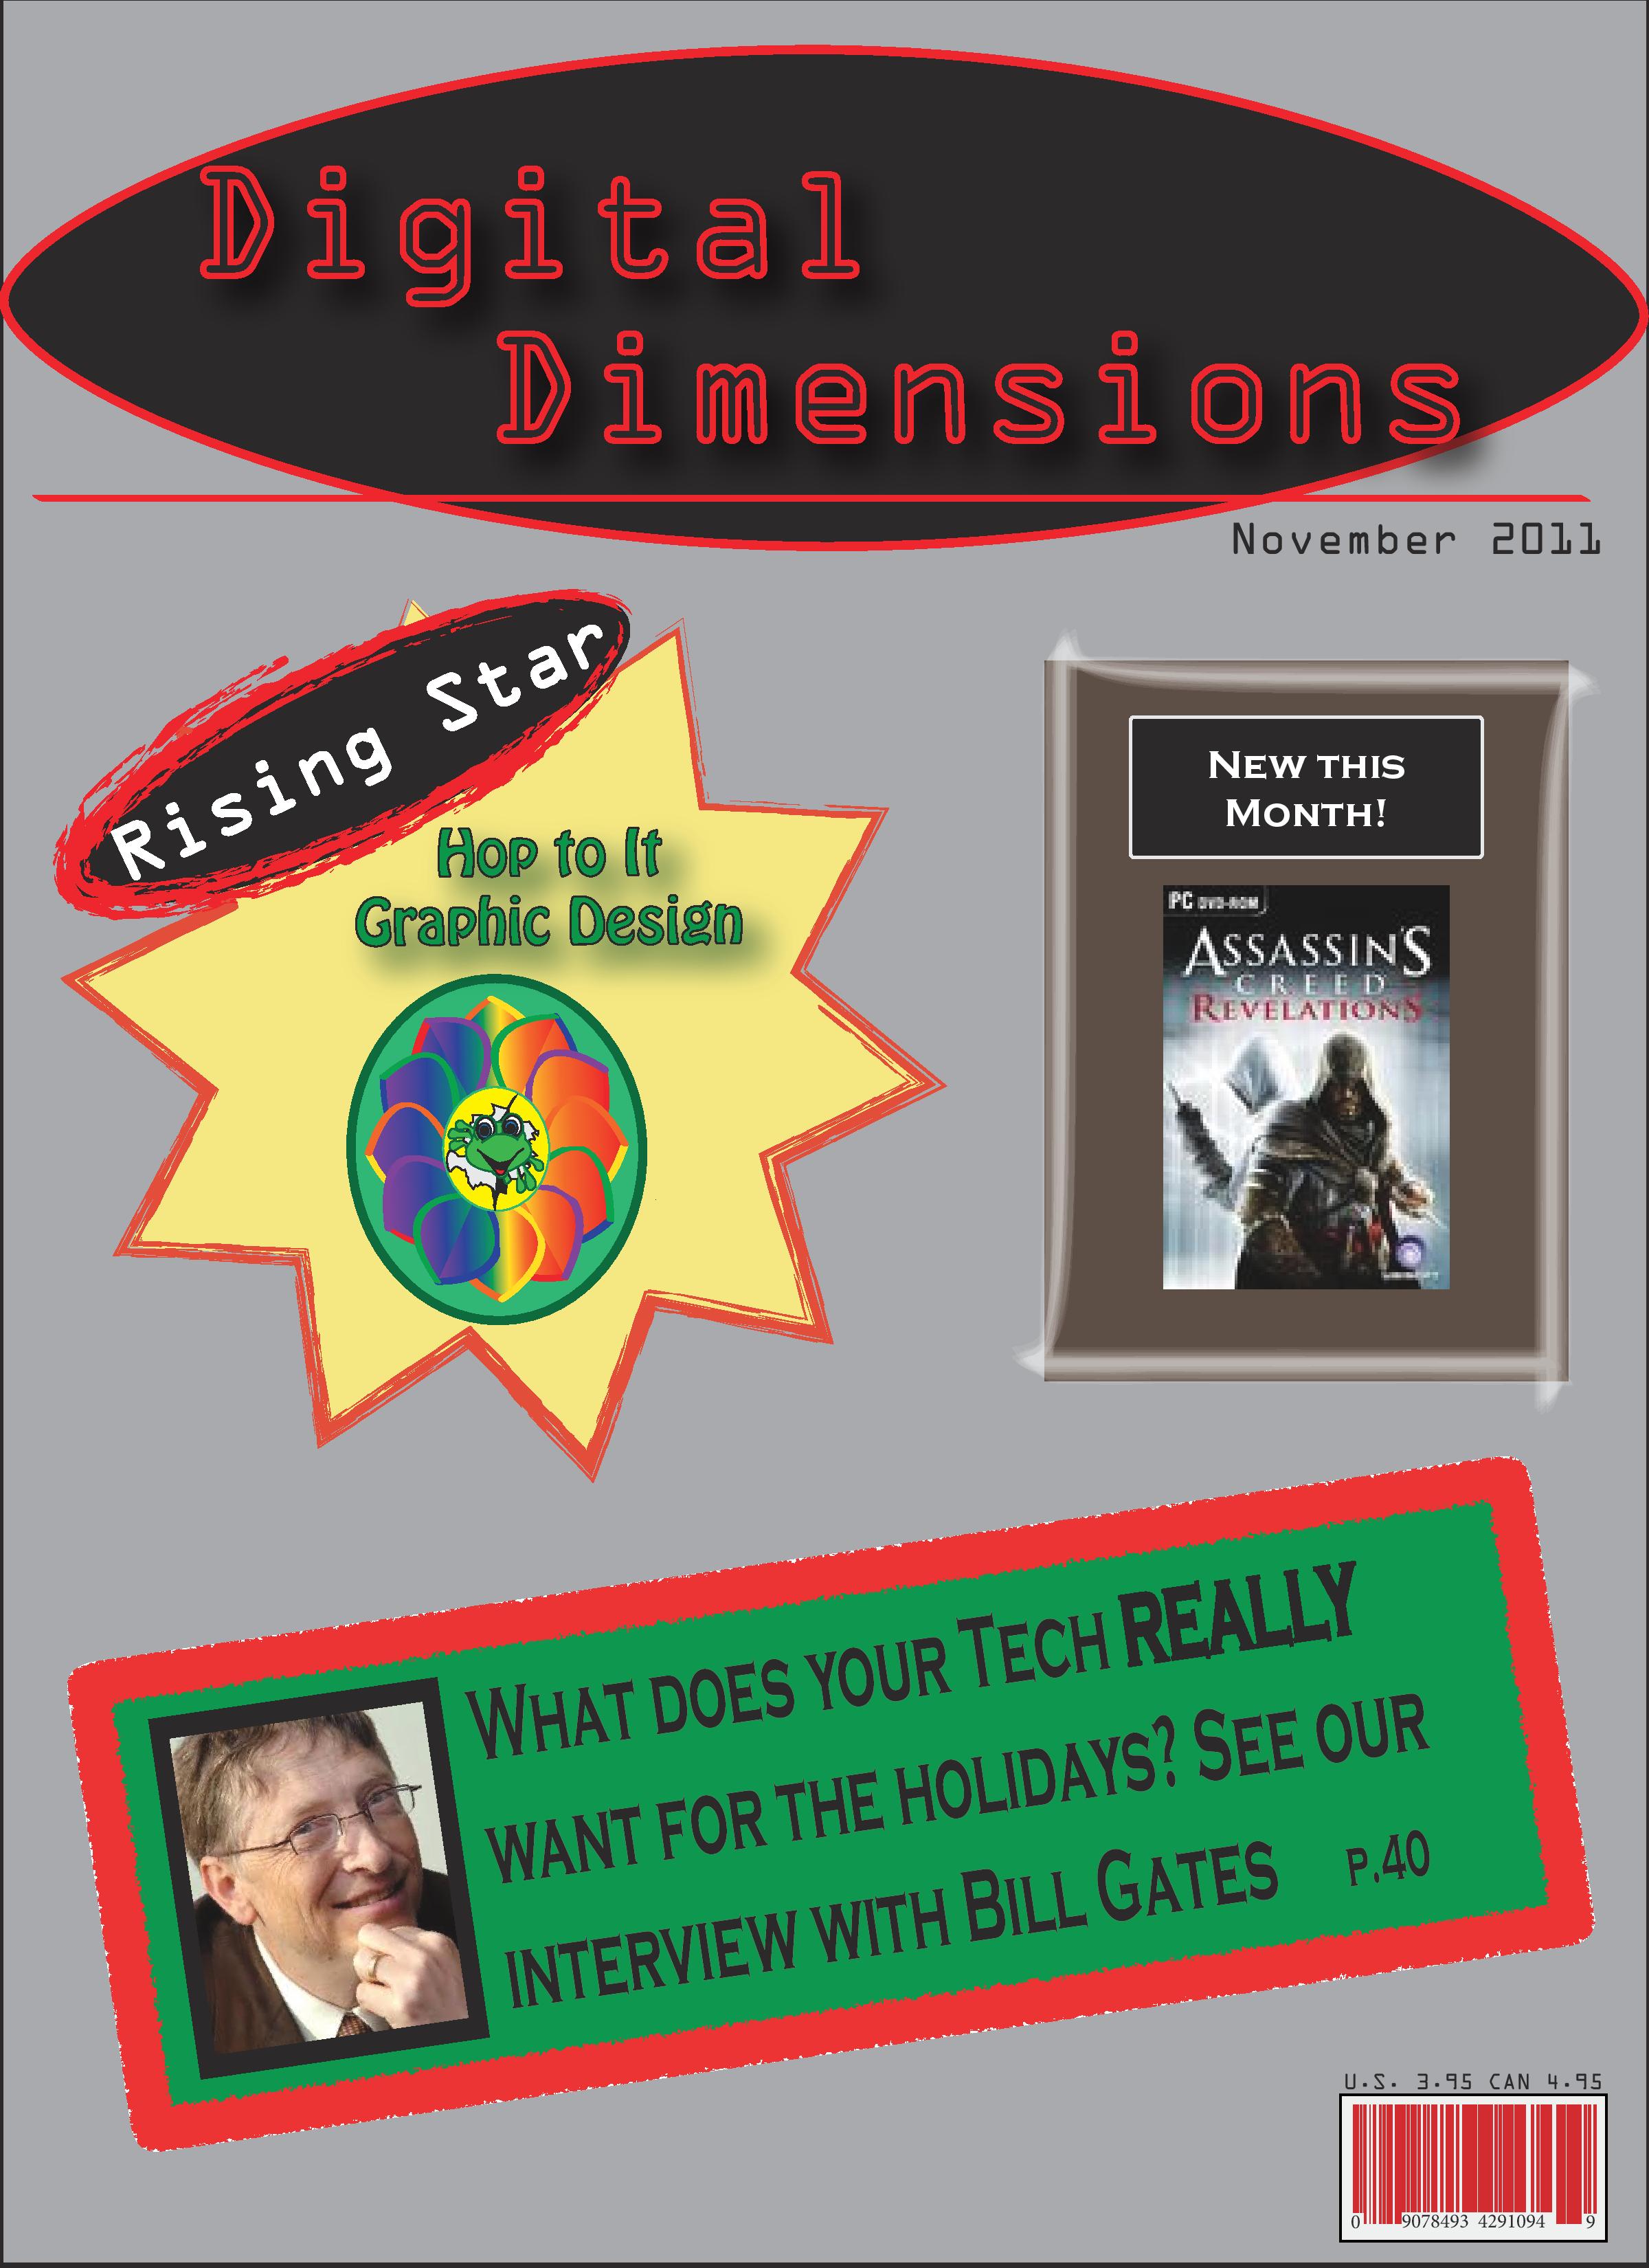 Digital
Dimensions
November 2011
Rising Star
Hop to It
Graphic Design
New this
Month!
PC DVD-ROM
Assassin's
Creed
Revelations
What does your Tech REALLY
want for the holidays? See our
interview with Bill Gates p.40
U.S. 3.95 CAN 4.95
0 9078493 4291094 9